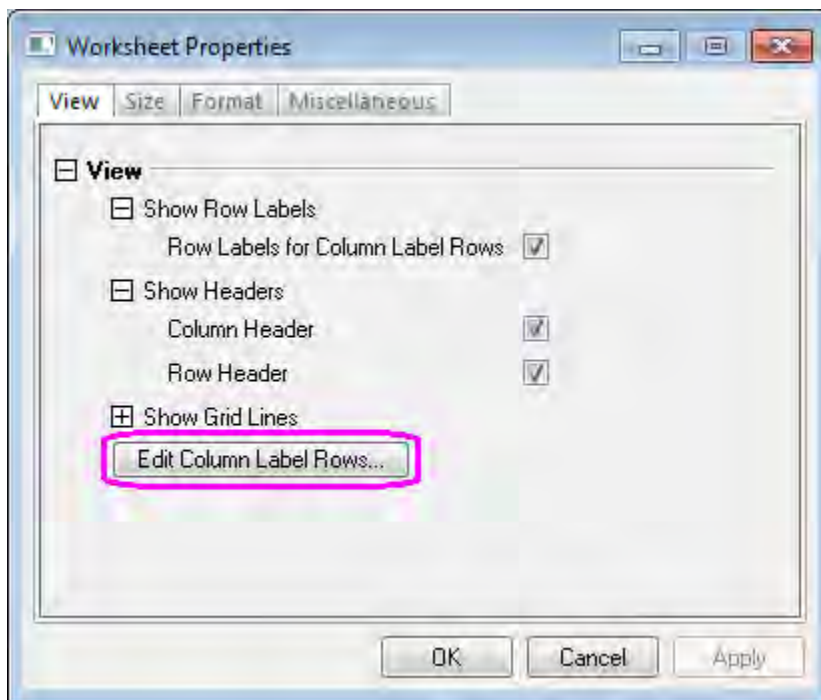 Worksheet Properties
View Size Format Miscellaneous
View
Show Row Labels
Row Labels for Column Label Rows
Show Headers
Column Header
Row Header
Show Grid Lines
Edit Column Label Rows...
OK Cancel Apply